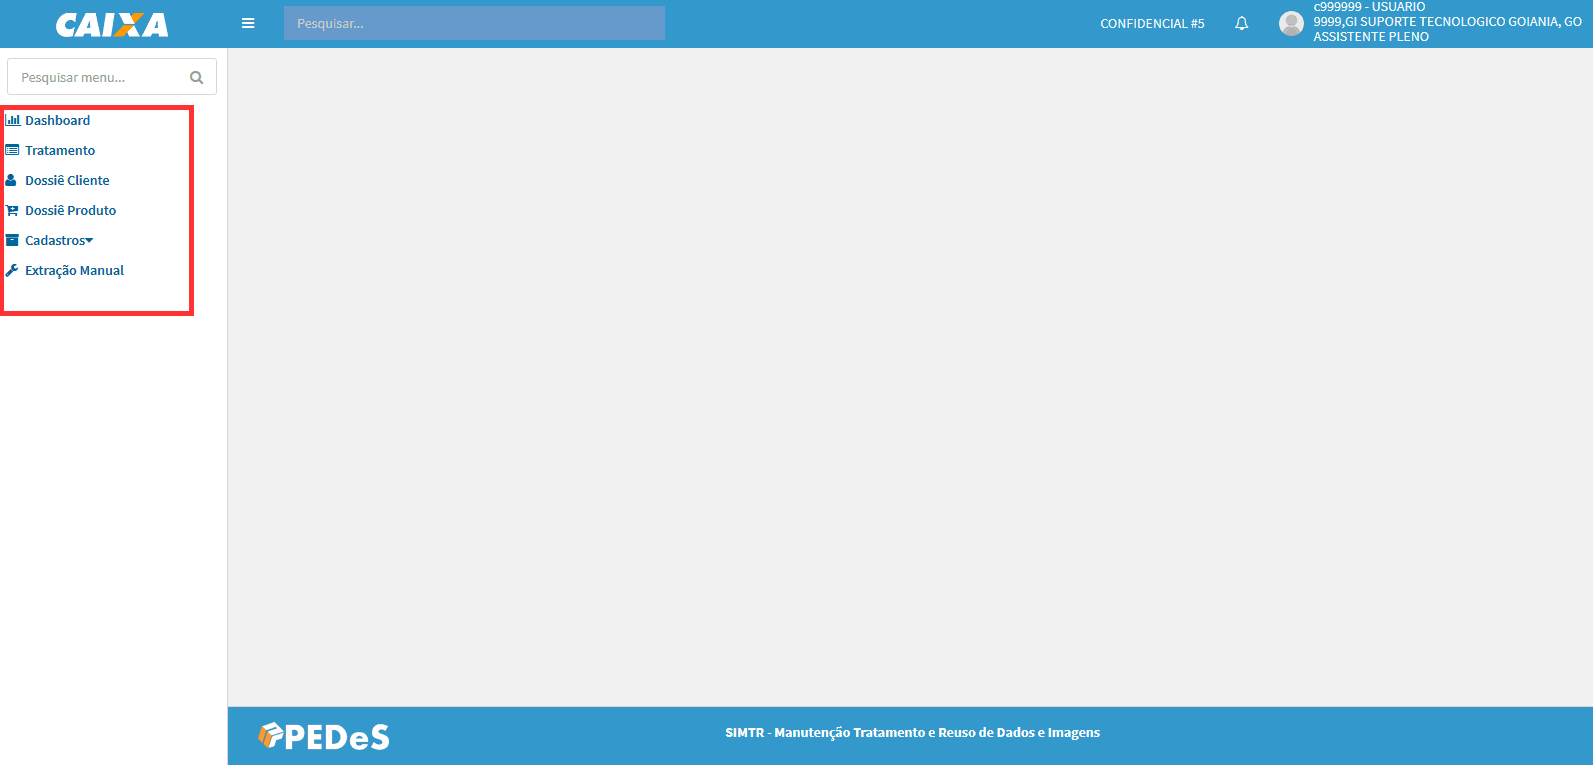 CAIXA
Pesquisar...
CONFIDENCIAL #5
c999999 - USUARIO
9999,GI SUPORTE TECNOLOGICO GOIANIA, GO
ASSISTENTE PLENO
Pesquisar menu...
Dashboard
Tratamento
Dossiê Cliente
Dossiê Produto
Cadastros
Extração Manual
PEDeS
SIMTR - Manutenção Tratamento e Reuso de Dados e Imagens